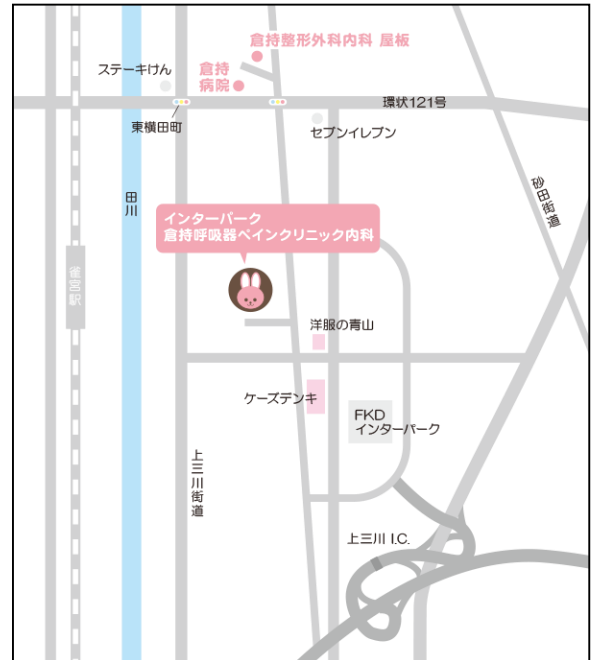 倉持整形外科内科 屋板
ステーキけん
倉持
病院
環状121号
東横田町
セブンイレブン
田川
砂田街道
インターパーク
倉持呼吸器ペインクリニック内科
雀宮駅
洋服の青山
ケーズデンキ
FKD
インターパーク
上三川街道
上三川 I.C.